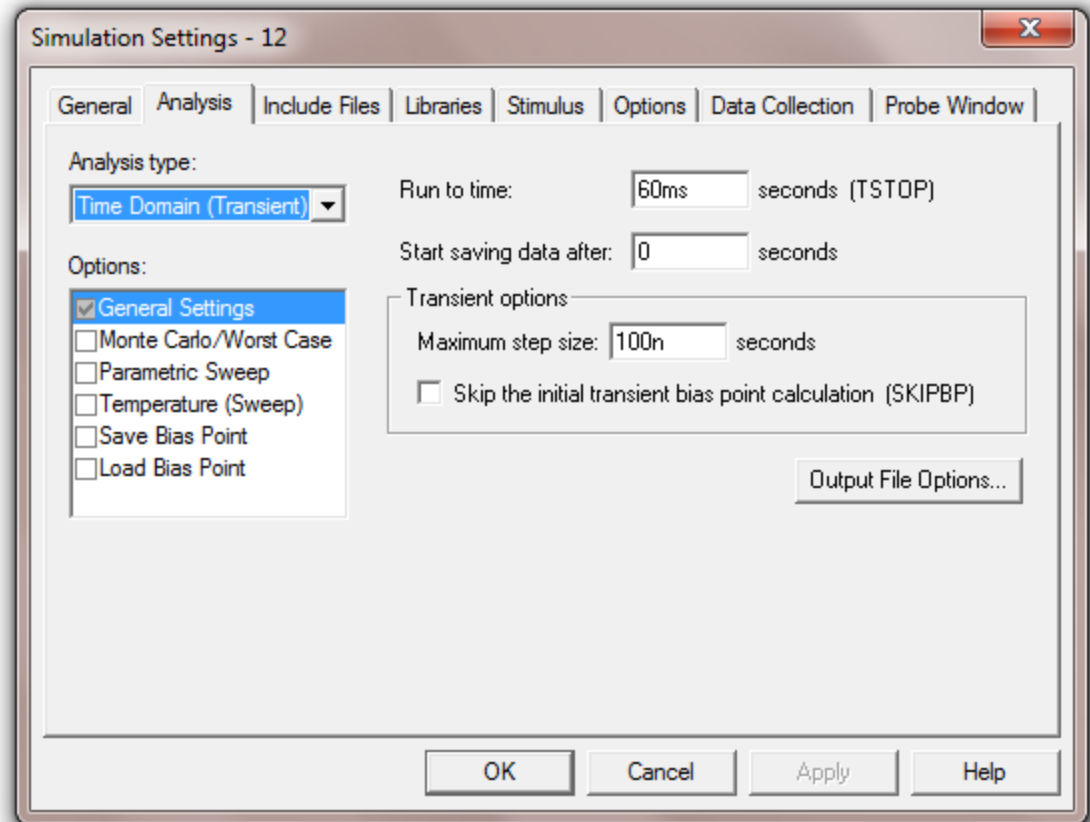 Simulation Settings - 12
General Analysis Include Files Libraries Stimulus Options Data Collection Probe Window
Analysis type:
Time Domain (Transient)
Options:
General Settings
Monte Carlo/Worst Case
Parametric Sweep
Temperature (Sweep)
Save Bias Point
Load Bias Point
Run to time: 60ms seconds (TSTOP)
Start saving data after: 0 seconds
Transient options
Maximum step size: 100n seconds
Skip the initial transient bias point calculation (SKIPBP)
Output File Options...
OK Cancel Apply Help